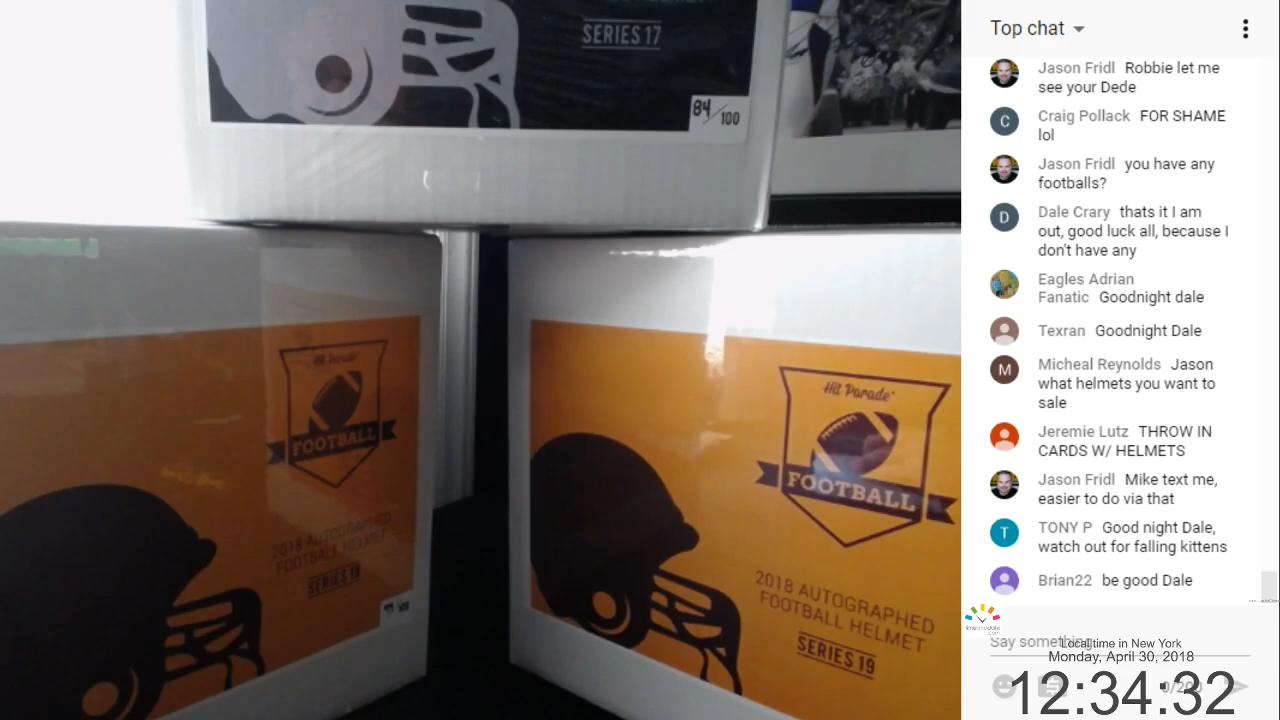 SERIES 17
84/100
Hit Parade
FOOTBALL
2018 AUTOGRAPHED
FOOTBALL HELMET
SERIES 19
Hit Parade
FOOTBALL
2018 AUTOGRAPHED
FOOTBALL HELMET
SERIES 19
Top chat
Jason Fridl Robbie let me
see your Dede
Craig Pollack FOR SHAME
lol
Jason Fridl you have any
footballs?
Dale Crary thats it I am
out, good luck all, because I
don't have any
Eagles Adrian
Fanatic Goodnight dale
Texran Goodnight Dale
Micheal Reynolds Jason
what helmets you want to
sale
Jeremie Lutz THROW IN
CARDS W/ HELMETS
Jason Fridl Mike text me,
easier to do via that
TONY P Good night Dale,
watch out for falling kittens
Brian22 be good Dale
Say something...
Local time in New York
Monday, April 30, 2018
12:34:32